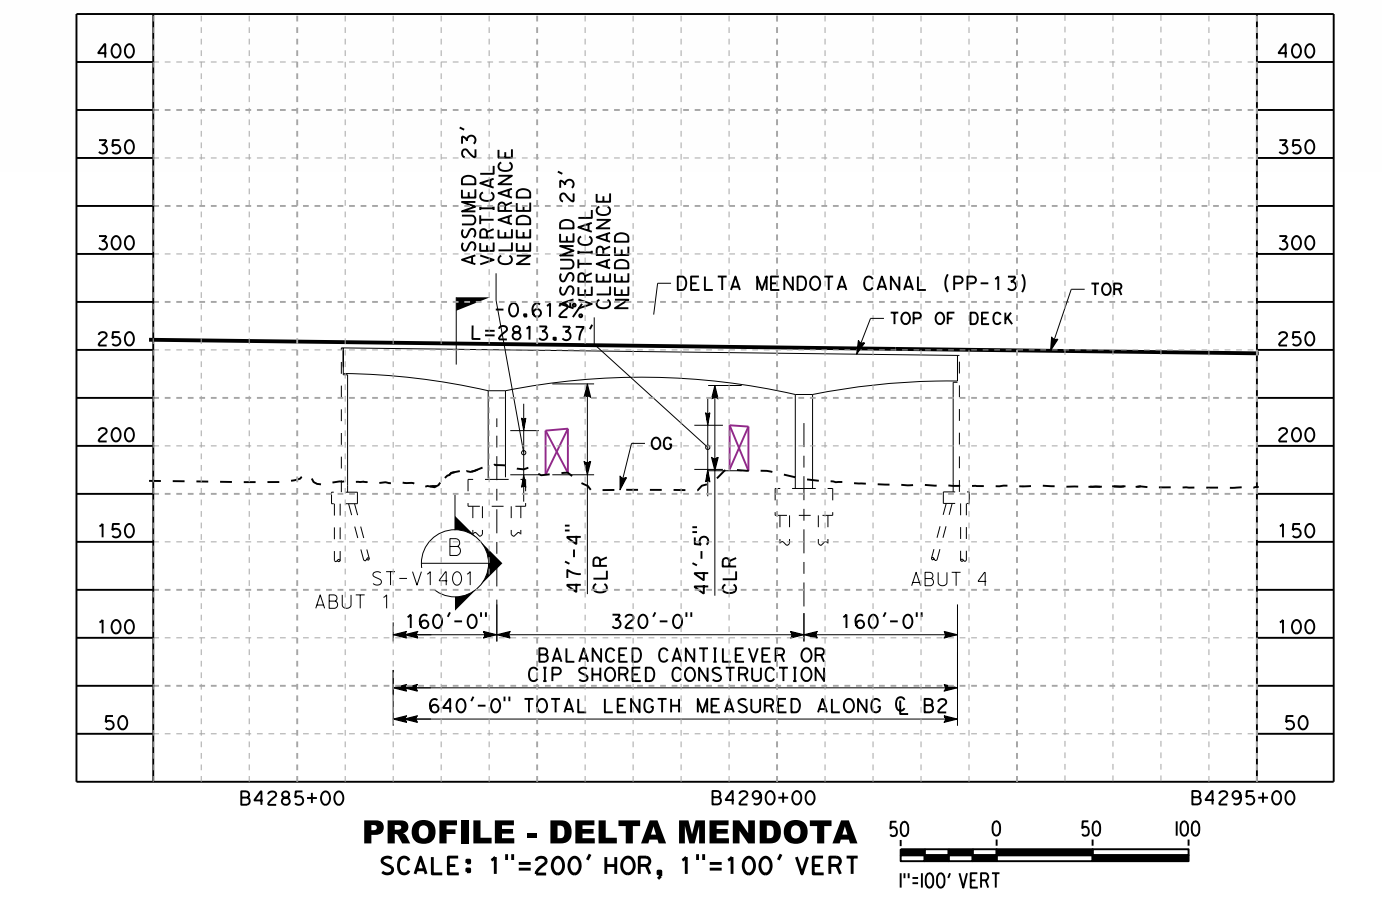 400
400
350
350
300
300
250
250
200
200
150
150
100
100
50
50
ASSUMED 23'
VERTICAL
CLEARANCE
NEEDED
ASSUMED 23'
VERTICAL
CLEARANCE
NEEDED
DELTA MENDOTA CANAL (PP-13)
TOR
TOP OF DECK
-0.612%
L=2813.37'
OG
47'-4"
CLR
44'-5"
CLR
B
ST-V1401
ABUT 1
ABUT 4
160'-0"
320'-0"
160'-0"
BALANCED CANTILEVER OR
CIP SHORED CONSTRUCTION
640'-0" TOTAL LENGTH MEASURED ALONG ℄ B2
B4285+00
B4290+00
B4295+00
PROFILE - DELTA MENDOTA
SCALE: 1"=200' HOR, 1"=100' VERT
50 0 50 100
1"=100' VERT